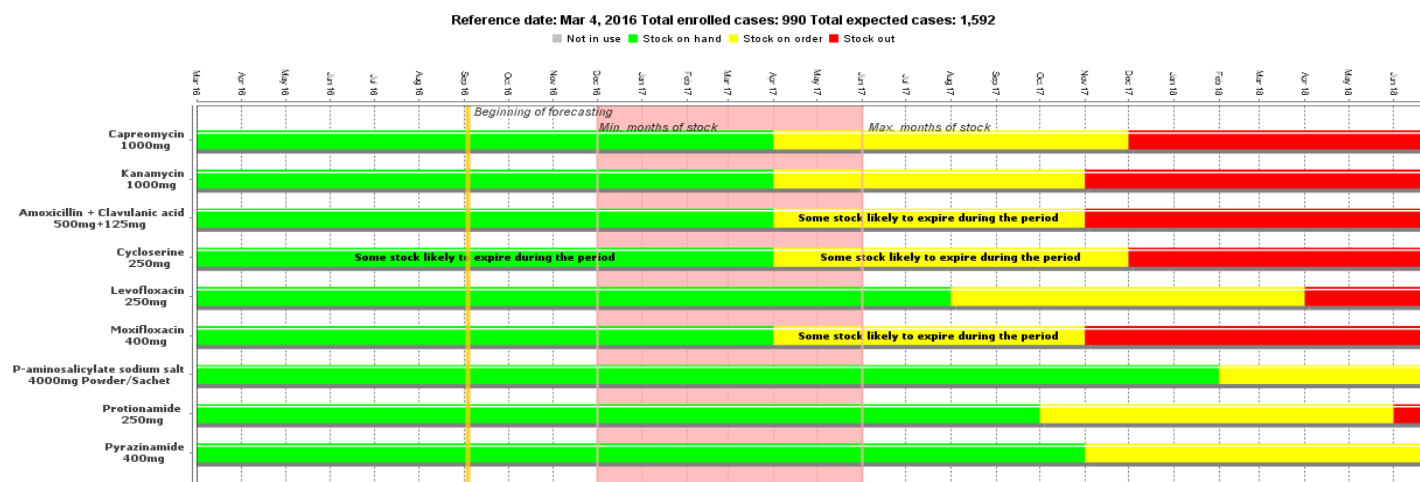 Reference date: Mar 4, 2016 Total enrolled cases: 990 Total expected cases: 1,592
Not in use Stock on hand Stock on order Stock out
Mar 16 Apr 16 May 16 Jun 16 Jul 16 Aug 16 Sep 16 Oct 16 Nov 16 Dec 16 Jan 17 Feb 17 Mar 17 Apr 17 May 17 Jun 17 Jul 17 Aug 17 Sep 17 Oct 17 Nov 17 Dec 17 Jan 18 Feb 18 Mar 18 Apr 18 May 18 Jun 18
Beginning of forecasting
Min. months of stock Max. months of stock
Capreomycin
1000mg
Kanamycin
1000mg
Amoxicillin + Clavulanic acid
500mg+125mg
Some stock likely to expire during the period
Cycloserine
250mg
Some stock likely to expire during the period Some stock likely to expire during the period
Levofloxacin
250mg
Moxifloxacin
400mg
Some stock likely to expire during the period
P-aminosalicylate sodium salt
4000mg Powder/Sachet
Protionamide
250mg
Pyrazinamide
400mg